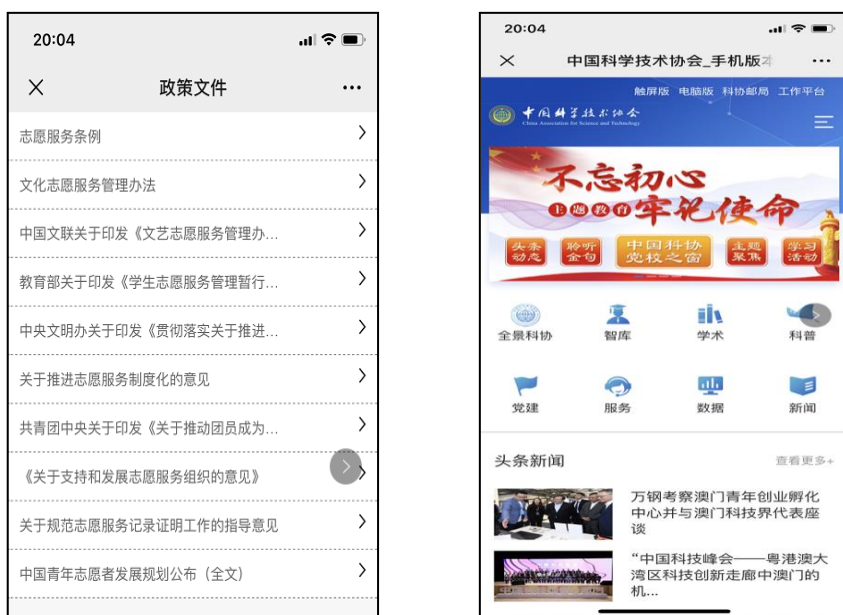 20:04
政策文件
志愿服务条例
文化志愿服务管理办法
中国文联关于印发《文艺志愿服务管理办...
教育部关于印发《学生志愿服务管理暂行...
中央文明办关于印发《贯彻落实关于推进...
关于推进志愿服务制度化的意见
共青团中央关于印发《关于推动团员成为...
《关于支持和发展志愿服务组织的意见》
关于规范志愿服务记录证明工作的指导意见
中国青年志愿者发展规划公布（全文）
20:04
中国科学技术协会_手机版本
触屏版 电脑版 科协邮局 工作平台
中国科学技术协会
China Association for Science and Technology
不忘初心
主题教育 牢记使命
头条动态 聆听金句 中国科协党校之窗 主题聚焦 学习活动
全景科协 智库 学术 科普
党建 服务 数据 新闻
头条新闻 查看更多+
万钢考察澳门青年创业孵化
中心并与澳门科技界代表座
谈
“中国科技峰会——粤港澳大
湾区科技创新走廊中澳门的
机...